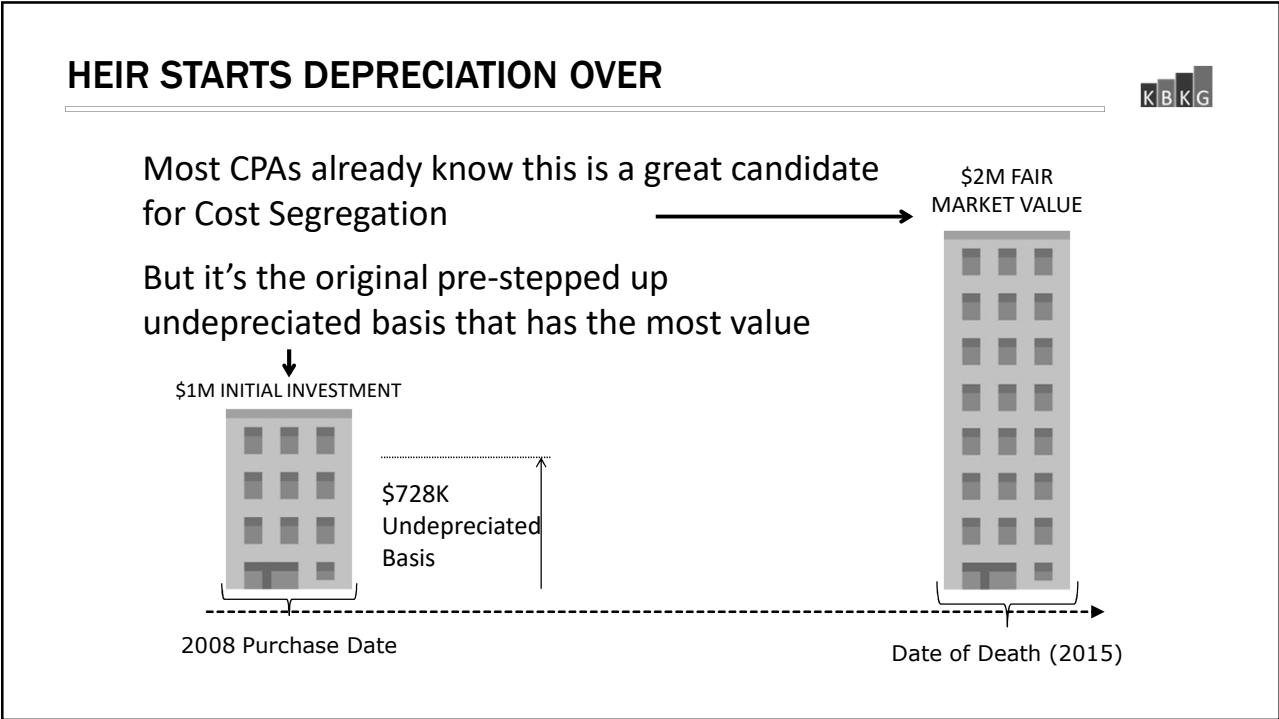 HEIR STARTS DEPRECIATION OVER
KBKG
Most CPAs already know this is a great candidate
for Cost Segregation
$2M FAIR
MARKET VALUE
But it’s the original pre-stepped up
undepreciated basis that has the most value
$1M INITIAL INVESTMENT
$728K
Undepreciated
Basis
2008 Purchase Date
Date of Death (2015)